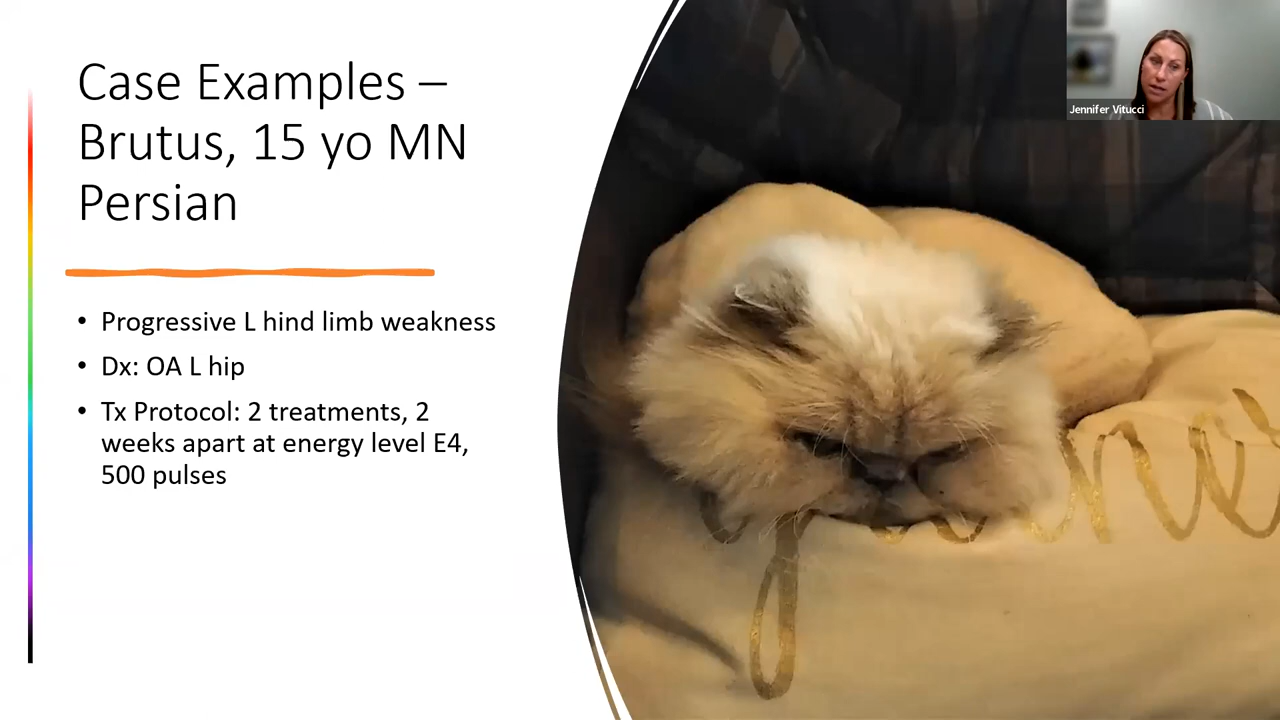 Case Examples –
Brutus, 15 yo MN
Persian
• Progressive L hind limb weakness
• Dx: OA L hip
• Tx Protocol: 2 treatments, 2
weeks apart at energy level E4,
500 pulses
Jennifer Vitucci